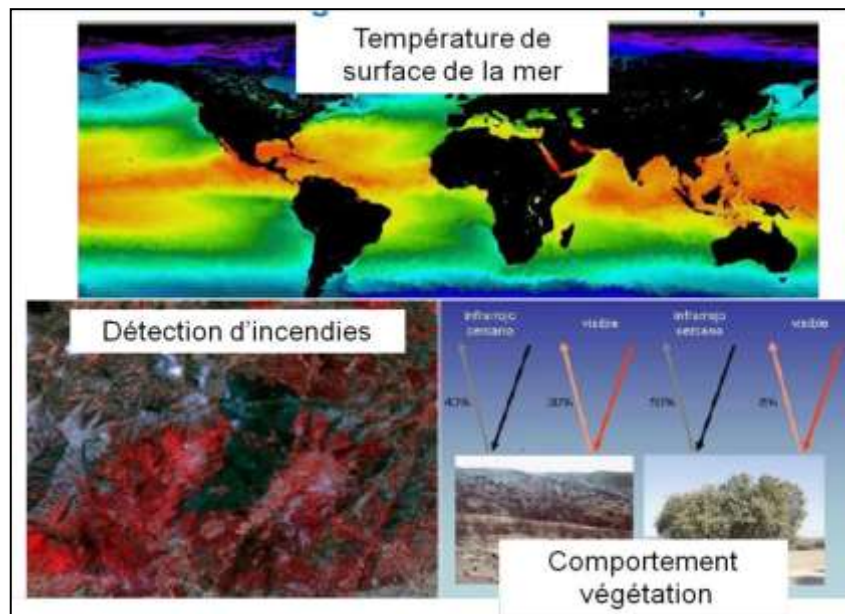 Température de
surface de la mer
Détection d'incendies
infrarrojo
cercano
visible
infrarrojo
cercano
visible
40%
30%
50%
8%
Comportement
végétation